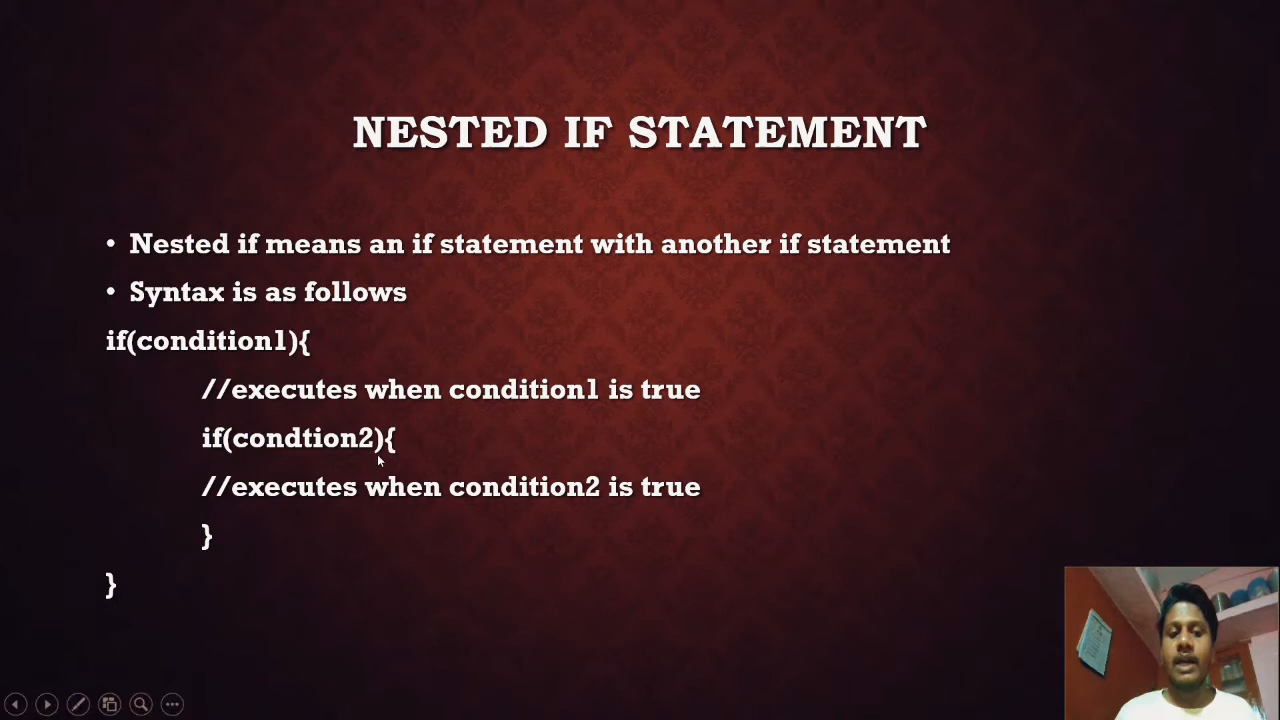 NESTED IF STATEMENT
• Nested if means an if statement with another if statement
• Syntax is as follows
if(condition1){
//executes when condition1 is true
if(condtion2){
//executes when condition2 is true
}
}